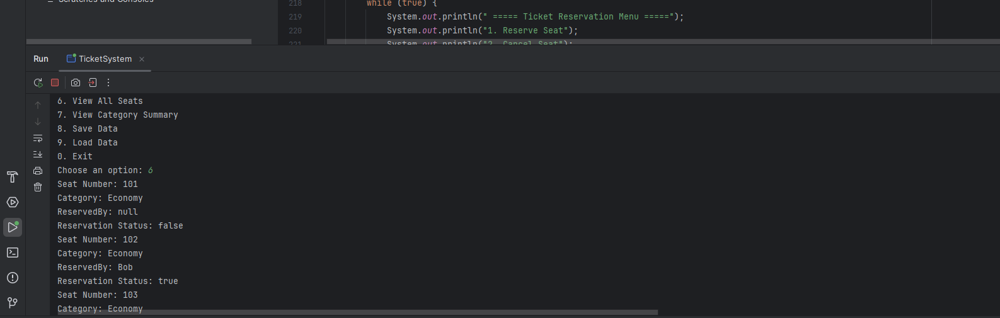 Scratches and Consoles
218 while (true) {
219 System.out.println(" ===== Ticket Reservation Menu =====");
220 System.out.println("1. Reserve Seat");
221 System.out.println("2. Cancel Seat");
Run TicketSystem
6. View All Seats
7. View Category Summary
8. Save Data
9. Load Data
0. Exit
Choose an option: 6
Seat Number: 101
Category: Economy
ReservedBy: null
Reservation Status: false
Seat Number: 102
Category: Economy
ReservedBy: Bob
Reservation Status: true
Seat Number: 103
Category: Economy